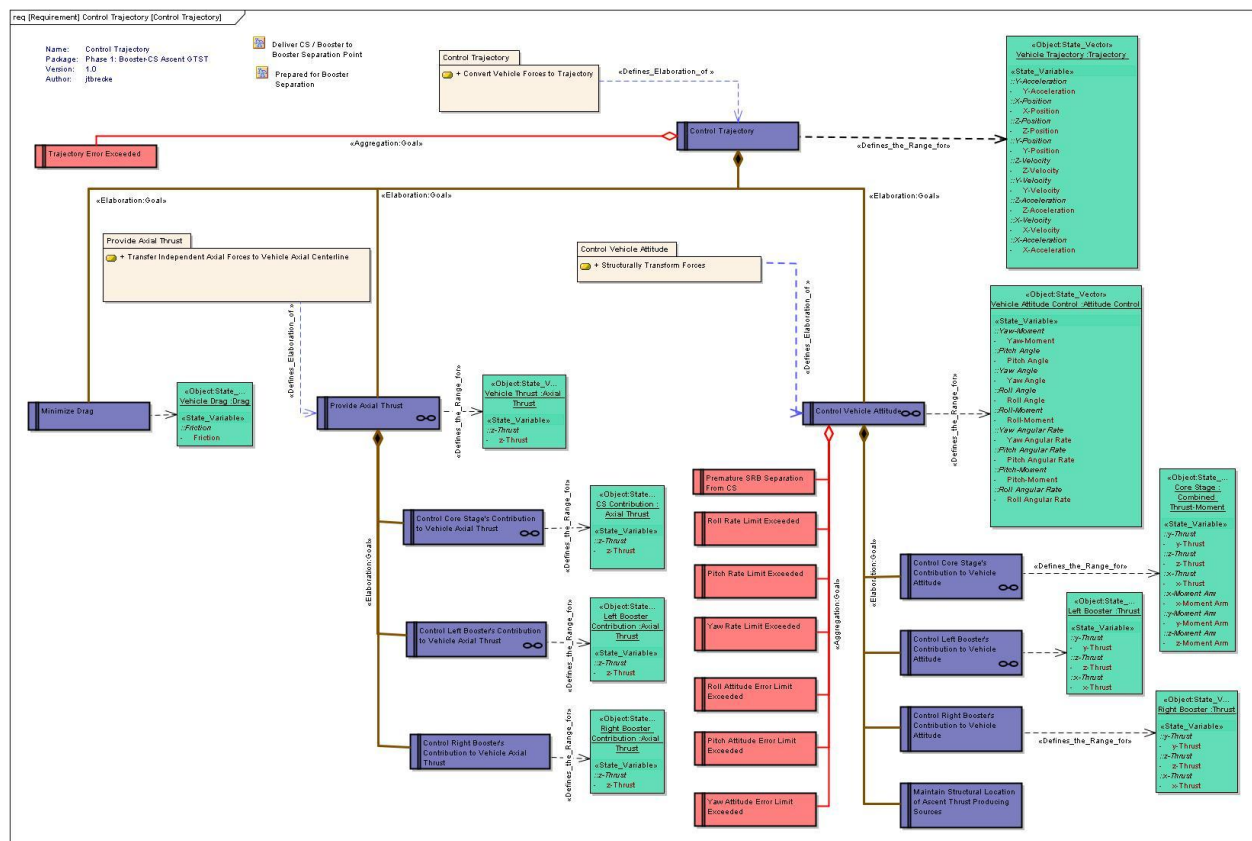 req [Requirement] Control Trajectory [Control Trajectory]
Name: Control Trajectory
Package: Phase 1: Booster-CS Ascent GTST
Version: 1.0
Author: jtbrecke
Deliver CS / Booster to
Booster Separation Point
Prepared for Booster
Separation
Control Trajectory
+ Convert Vehicle Forces to Trajectory
«Defines_Elaboration_of »
Control Trajectory
«Defines_the_Range_for»
Trajectory Error Exceeded
«Aggregation:Goal»
«Object:State_Vector»
Vehicle Trajectory :Trajectory
«State_Variable»
::Y-Acceleration
- Y-Acceleration
::X-Position
- X-Position
::Z-Position
- Z-Position
::Y-Position
- Y-Position
::Z-Velocity
- Z-Velocity
::Y-Velocity
- Y-Velocity
::Z-Acceleration
- Z-Acceleration
::X-Velocity
- X-Velocity
::X-Acceleration
- X-Acceleration
«Elaboration:Goal»
«Elaboration:Goal»
«Elaboration:Goal»
Provide Axial Thrust
+ Transfer Independent Axial Forces to Vehicle Axial Centerline
«Defines_Elaboration_of »
Control Vehicle Attitude
+ Structurally Transform Forces
«Defines_Elaboration_of »
Minimize Drag
«Object:State_...
Vehicle Drag :Drag
«State_Variable»
::Friction
- Friction
Provide Axial Thrust
«Defines_the_Range_for»
«Object:State_V...
Vehicle Thrust :Axial
Thrust
«State_Variable»
::z-Thrust
- z-Thrust
Control Vehicle Attitude
«Defines_the_Range_for»
«Object:State_Vector»
Vehicle Attitude Control :Attitude Control
«State_Variable»
::Yaw-Moment
- Yaw-Moment
::Pitch Angle
- Pitch Angle
::Yaw Angle
- Yaw Angle
::Roll Angle
- Roll Angle
::Roll-Moment
- Roll-Moment
::Yaw Angular Rate
- Yaw Angular Rate
::Pitch Angular Rate
- Pitch Angular Rate
::Pitch-Moment
- Pitch-Moment
::Roll Angular Rate
- Roll Angular Rate
«Elaboration:Goal»
Control Core Stage's Contribution
to Vehicle Axial Thrust
«Defines_the_Range_for»
«Object:State...
CS Contribution :
Axial Thrust
«State_Variable»
::z-Thrust
- z-Thrust
Control Left Booster's Contribution
to Vehicle Axial Thrust
«Defines_the_Range_for»
«Object:State...
Left Booster
Contribution :Axial
Thrust
«State_Variable»
::z-Thrust
- z-Thrust
Control Right Booster's
Contribution to Vehicle Axial
Thrust
«Defines_the_Range_for»
«Object:State...
Right Booster
Contribution :Axial
Thrust
«State_Variable»
::z-Thrust
- z-Thrust
Premature SRB Separation
From CS
Roll Rate Limit Exceeded
Pitch Rate Limit Exceeded
Yaw Rate Limit Exceeded
Roll Attitude Error Limit
Exceeded
Pitch Attitude Error Limit
Exceeded
Yaw Attitude Error Limit
Exceeded
«Aggregation:Goal»
«Elaboration:Goal»
Control Core Stage's
Contribution to Vehicle
Attitude
«Defines_the_Range_for»
«Object:State_...
Core Stage :
Combined
Thrust-Moment
«State_Variable»
::y-Thrust
- y-Thrust
::z-Thrust
- z-Thrust
::x-Thrust
- x-Thrust
::x-Moment Arm
- x-Moment Arm
::y-Moment Arm
- y-Moment Arm
::z-Moment Arm
- z-Moment Arm
Control Left Booster's
Contribution to Vehicle
Attitude
«Defines_the_Range_for»
«Object:State_...
Left Booster :Thrust
«State_Variable»
::y-Thrust
- y-Thrust
::z-Thrust
- z-Thrust
::x-Thrust
- x-Thrust
Control Right Booster's
Contribution to Vehicle
Attitude
«Defines_the_Range_for»
«Object:State_V...
Right Booster :Thrust
«State_Variable»
::y-Thrust
- y-Thrust
::z-Thrust
- z-Thrust
::x-Thrust
- x-Thrust
Maintain Structural Location
of Ascent Thrust Producing
Sources